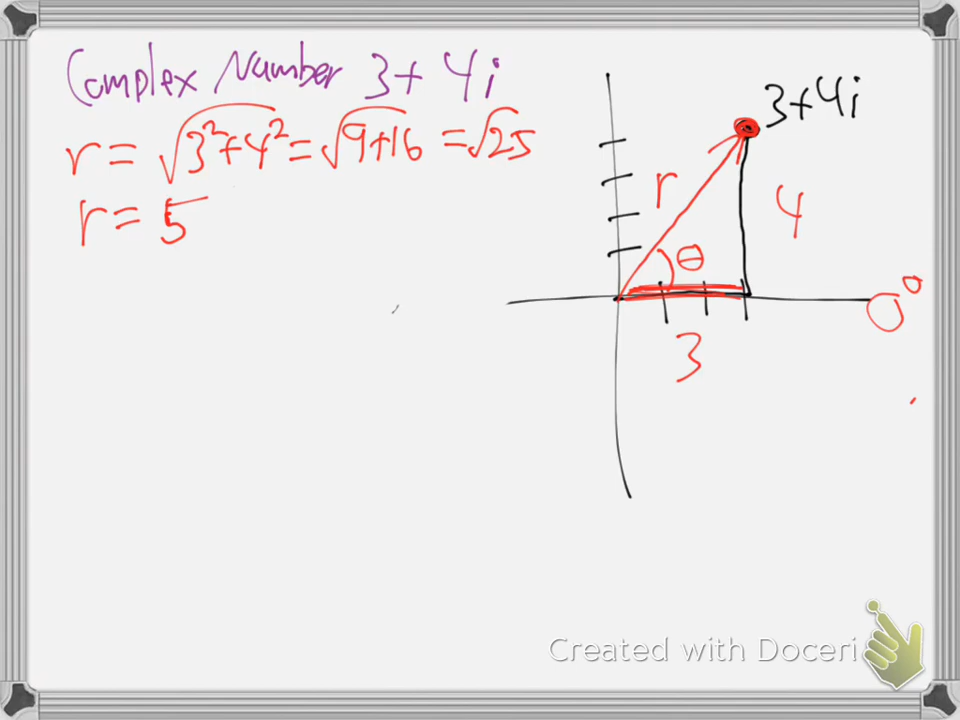 Complex Number 3+4i
r = √3²+4² = √9+16 = √25
r = 5
3+4i
r
4
θ
0°
3
Created with Doceri